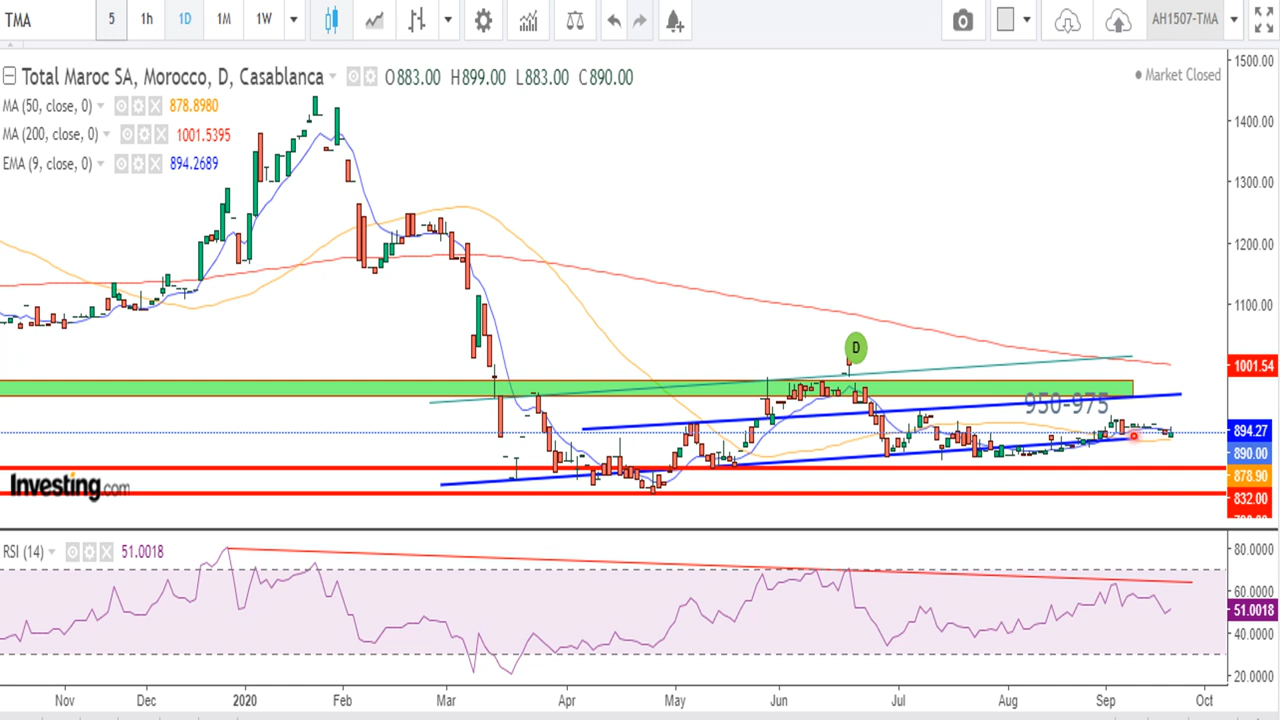 TMA 5 1h 1D 1M 1W AH1507-TMA
Total Maroc SA, Morocco, D, Casablanca O883.00 H899.00 L883.00 C890.00
Market Closed
MA (50, close, 0) 878.8980
MA (200, close, 0) 1001.5395
EMA (9, close, 0) 894.2689
1500.00
1400.00
1300.00
1200.00
1100.00
D
1001.54
950-975
894.27
890.00
878.90
832.00
Investing.com
RSI (14) 51.0018
80.0000
60.0000
51.0018
40.0000
20.0000
Nov Dec 2020 Feb Mar Apr May Jun Jul Aug Sep Oct